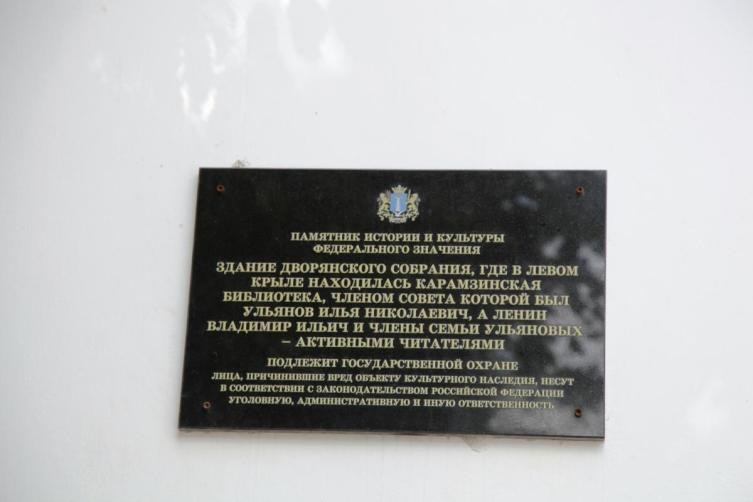 ПАМЯТНИК ИСТОРИИ И КУЛЬТУРЫ
ФЕДЕРАЛЬНОГО ЗНАЧЕНИЯ
ЗДАНИЕ ДВОРЯНСКОГО СОБРАНИЯ, ГДЕ В ЛЕВОМ
КРЫЛЕ НАХОДИЛАСЬ КАРАМЗИНСКАЯ
БИБЛИОТЕКА, ЧЛЕНОМ СОВЕТА КОТОРОЙ БЫЛ
УЛЬЯНОВ ИЛЬЯ НИКОЛАЕВИЧ, А ЛЕНИН
ВЛАДИМИР ИЛЬИЧ И ЧЛЕНЫ СЕМЬИ УЛЬЯНОВЫХ
– АКТИВНЫМИ ЧИТАТЕЛЯМИ
ПОДЛЕЖИТ ГОСУДАРСТВЕННОЙ ОХРАНЕ
ЛИЦА, ПРИЧИНИВШИЕ ВРЕД ОБЪЕКТУ КУЛЬТУРНОГО НАСЛЕДИЯ, НЕСУТ
В СООТВЕТСТВИИ С ЗАКОНОДАТЕЛЬСТВОМ РОССИЙСКОЙ ФЕДЕРАЦИИ
УГОЛОВНУЮ, АДМИНИСТРАТИВНУЮ И ИНУЮ ОТВЕТСТВЕННОСТЬ